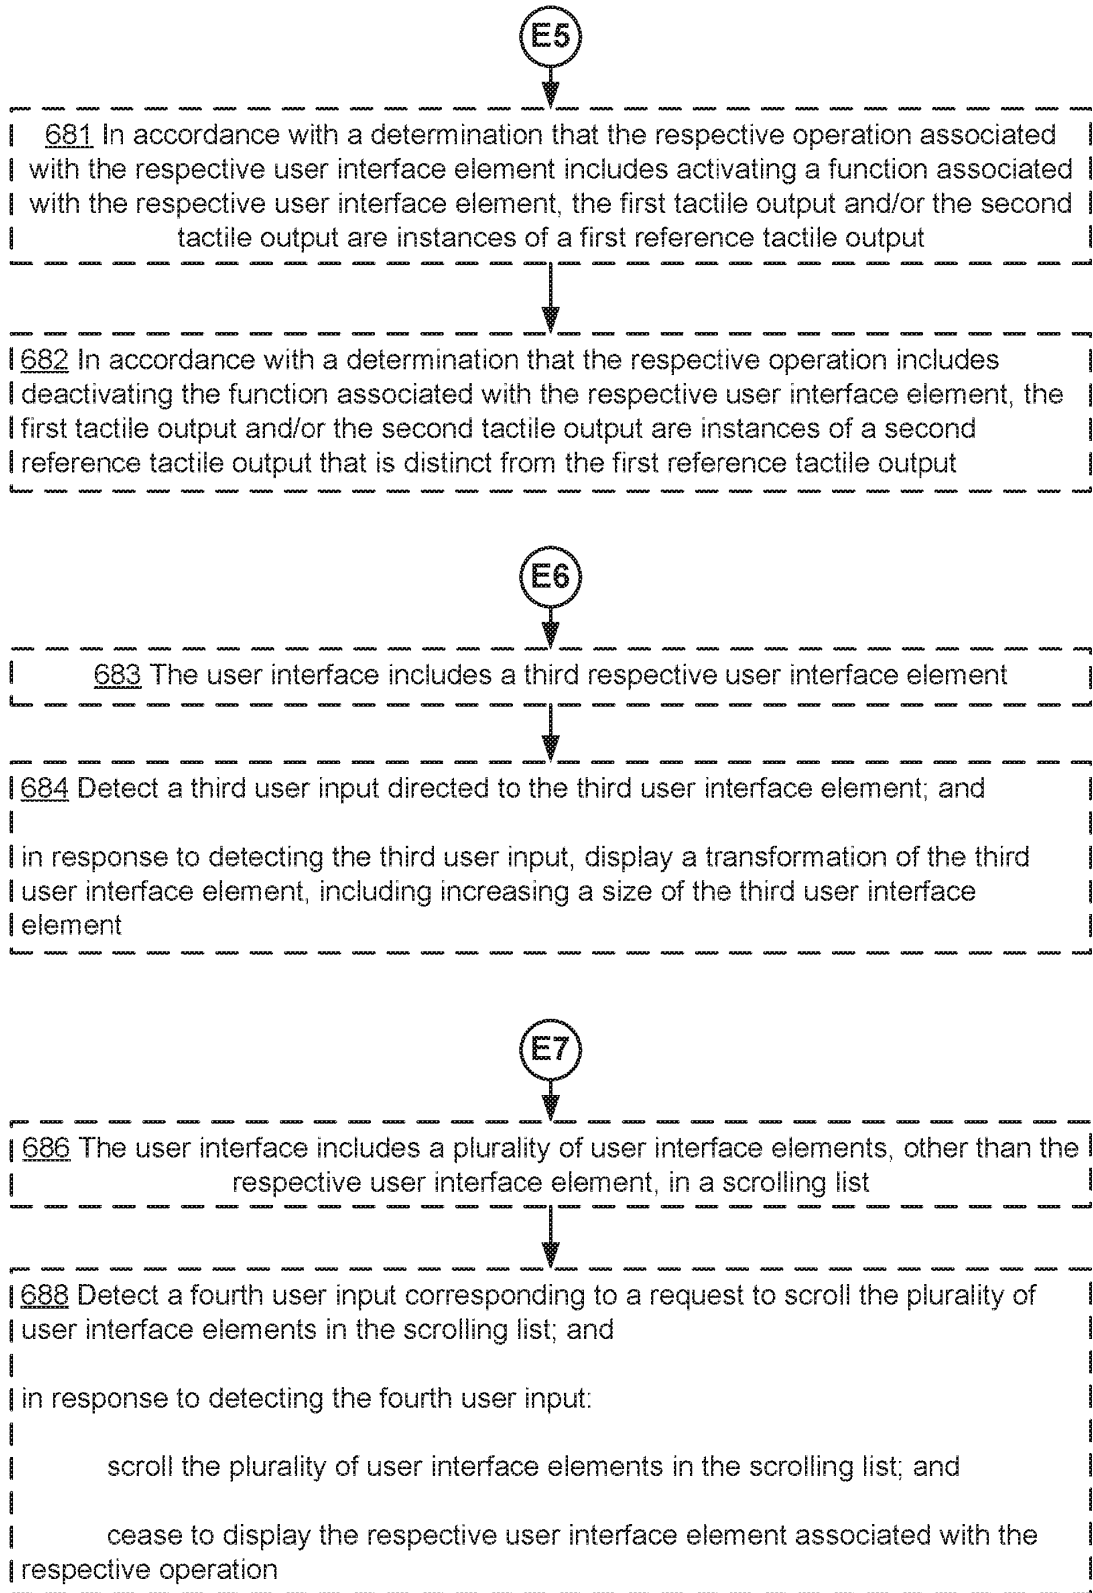 E5
681 In accordance with a determination that the respective operation associated
with the respective user interface element includes activating a function associated
with the respective user interface element, the first tactile output and/or the second
tactile output are instances of a first reference tactile output
682 In accordance with a determination that the respective operation includes
deactivating the function associated with the respective user interface element, the
first tactile output and/or the second tactile output are instances of a second
reference tactile output that is distinct from the first reference tactile output
E6
683 The user interface includes a third respective user interface element
684 Detect a third user input directed to the third user interface element; and
in response to detecting the third user input, display a transformation of the third
user interface element, including increasing a size of the third user interface
element
E7
686 The user interface includes a plurality of user interface elements, other than the
respective user interface element, in a scrolling list
688 Detect a fourth user input corresponding to a request to scroll the plurality of
user interface elements in the scrolling list; and
in response to detecting the fourth user input:
scroll the plurality of user interface elements in the scrolling list; and
cease to display the respective user interface element associated with the
respective operation